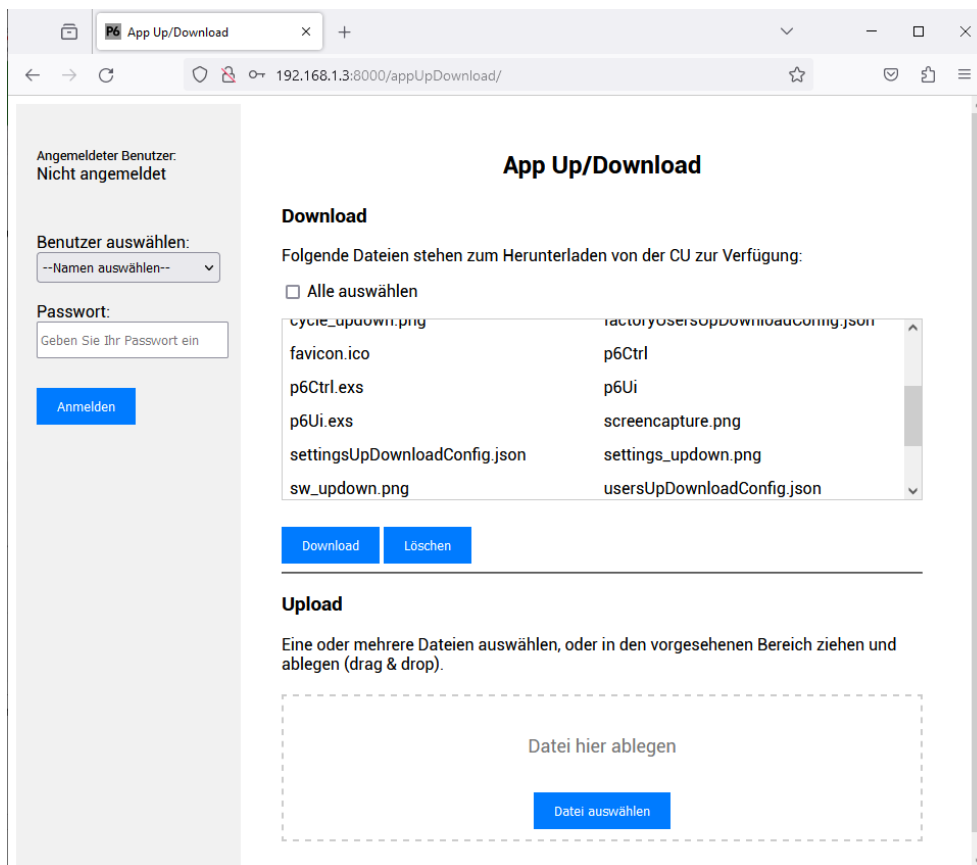 P6 App Up/Download
192.168.1.3:8000/appUpDownload/
Angemeldeter Benutzer:
Nicht angemeldet
Benutzer auswählen:
--Namen auswählen--
Passwort:
Geben Sie Ihr Passwort ein
Anmelden
App Up/Download
Download
Folgende Dateien stehen zum Herunterladen von der CU zur Verfügung:
Alle auswählen
cycle_updown.png factoryUsersUpDownloadConfig.json
favicon.ico p6Ctrl
p6Ctrl.exs p6Ui
p6Ui.exs screencapture.png
settingsUpDownloadConfig.json settings_updown.png
sw_updown.png usersUpDownloadConfig.json
Download Löschen
Upload
Eine oder mehrere Dateien auswählen, oder in den vorgesehenen Bereich ziehen und
ablegen (drag & drop).
Datei hier ablegen
Datei auswählen